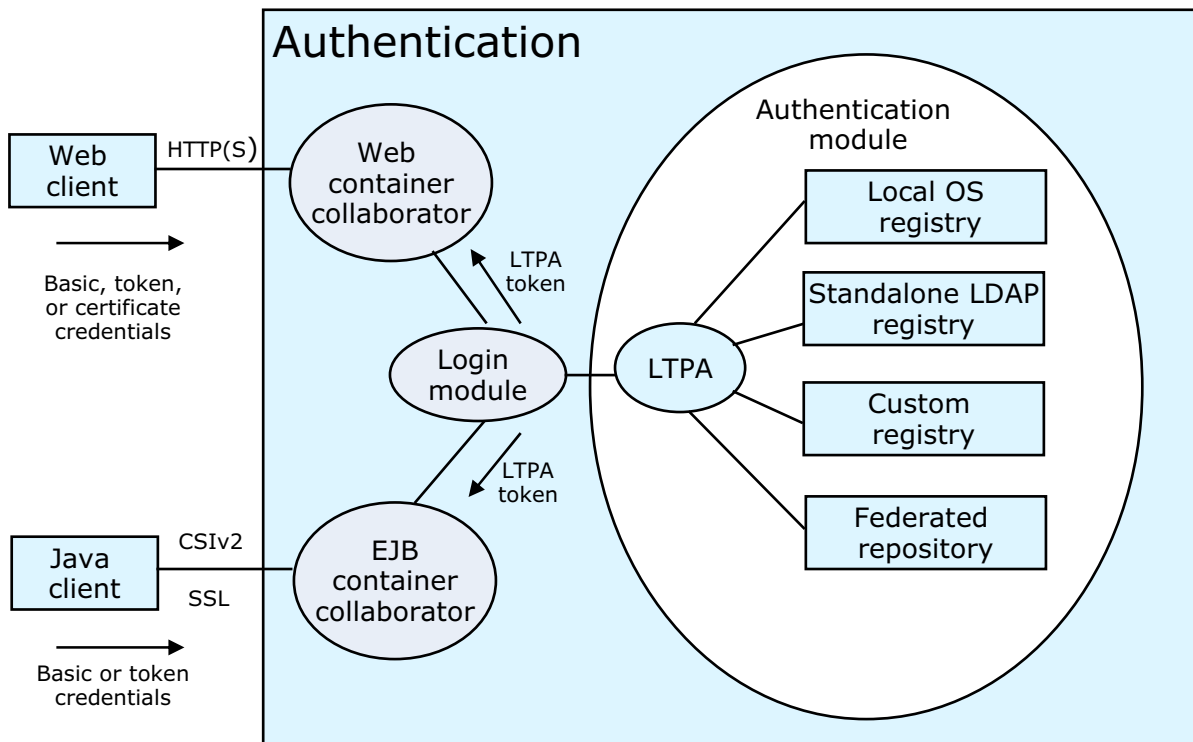 Authentication
Web
client
HTTP(S)
Basic, token,
or certificate
credentials
Web
container
collaborator
LTPA
token
Login
module
LTPA
token
Java
client
CSIv2
SSL
Basic or token
credentials
EJB
container
collaborator
Authentication
module
LTPA
Local OS
registry
Standalone LDAP
registry
Custom
registry
Federated
repository